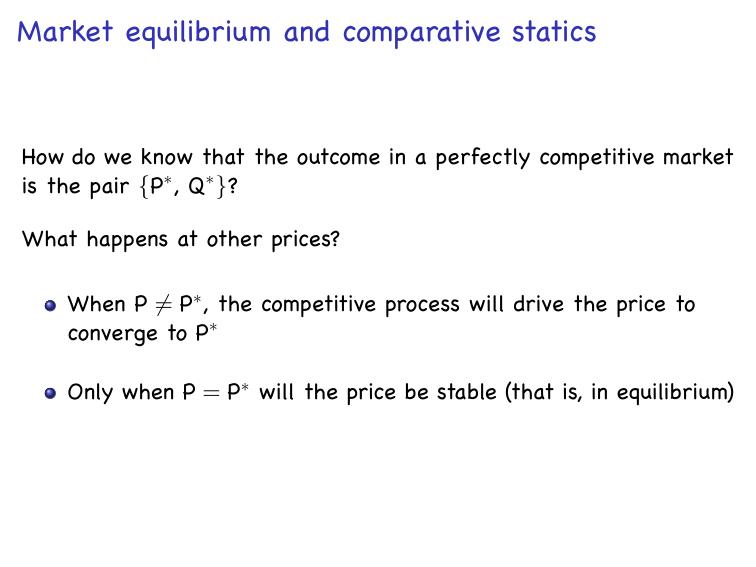 Market equilibrium and comparative statics
How do we know that the outcome in a perfectly competitive market
is the pair {P*, Q*}?
What happens at other prices?
When P ≠ P*, the competitive process will drive the price to
converge to P*
Only when P = P* will the price be stable (that is, in equilibrium)